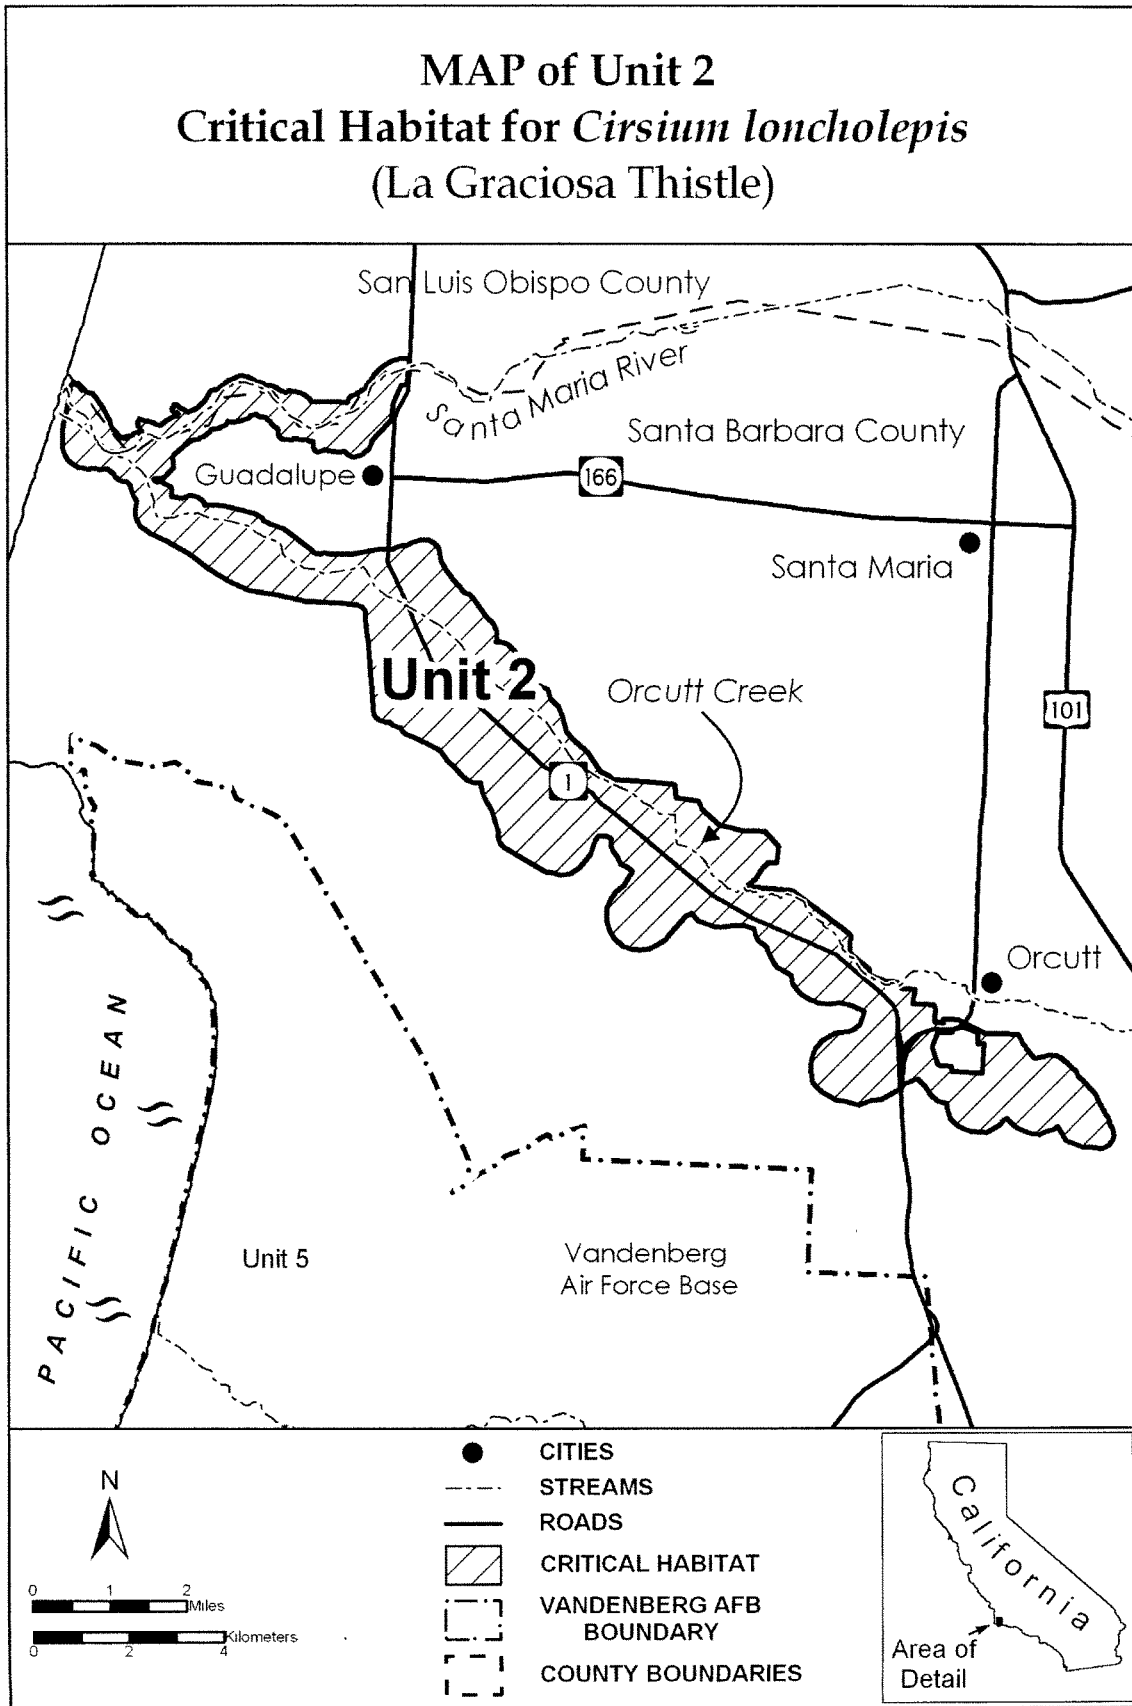 MAP of Unit 2
Critical Habitat for Cirsium loncholepis
(La Graciosa Thistle)
San Luis Obispo County
Santa Maria River
Santa Barbara County
Guadalupe
166
Santa Maria
Unit 2
Orcutt Creek
101
1
Orcutt
PACIFIC OCEAN
Unit 5
Vandenberg
Air Force Base
N
0 1 2
Miles
Kilometers
0 2 4
CITIES
STREAMS
ROADS
CRITICAL HABITAT
VANDENBERG AFB
BOUNDARY
COUNTY BOUNDARIES
California
Area of
Detail